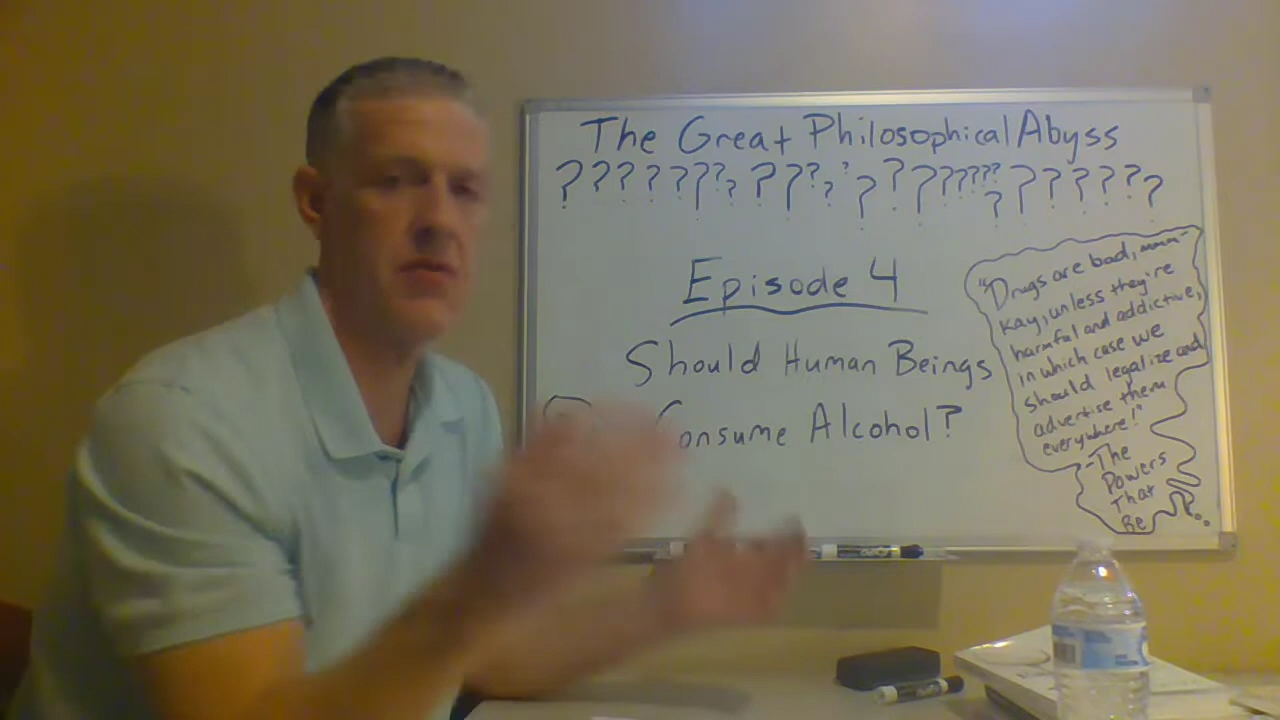 The Great Philosophical Abyss
???????????????????????????????
Episode 4
Should Human Beings
Consume Alcohol?
"Drugs are bad, mmm-
kay, unless they're
harmful and addictive,
in which case we
should legalize and
advertise them
everywhere!"
-The
Powers
That
Be
EXPO